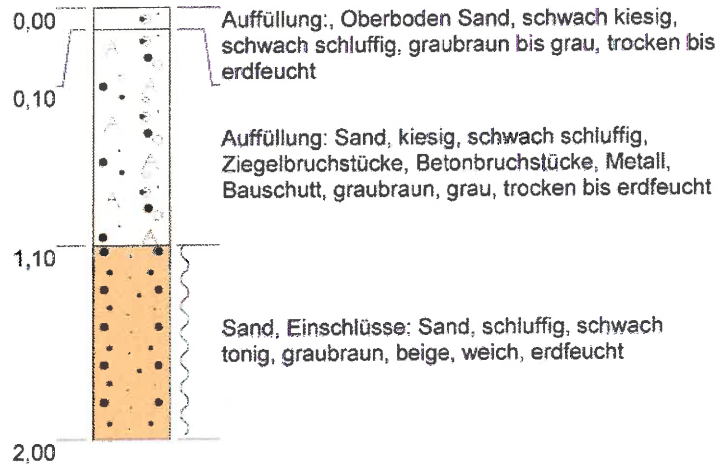 0,00
Auffüllung:, Oberboden Sand, schwach kiesig,
schwach schluffig, graubraun bis grau, trocken bis
erdfeucht
0,10
Auffüllung: Sand, kiesig, schwach schluffig,
Ziegelbruchstücke, Betonbruchstücke, Metall,
Bauschutt, graubraun, grau, trocken bis erdfeucht
1,10
Sand, Einschlüsse: Sand, schluffig, schwach
tonig, graubraun, beige, weich, erdfeucht
2,00